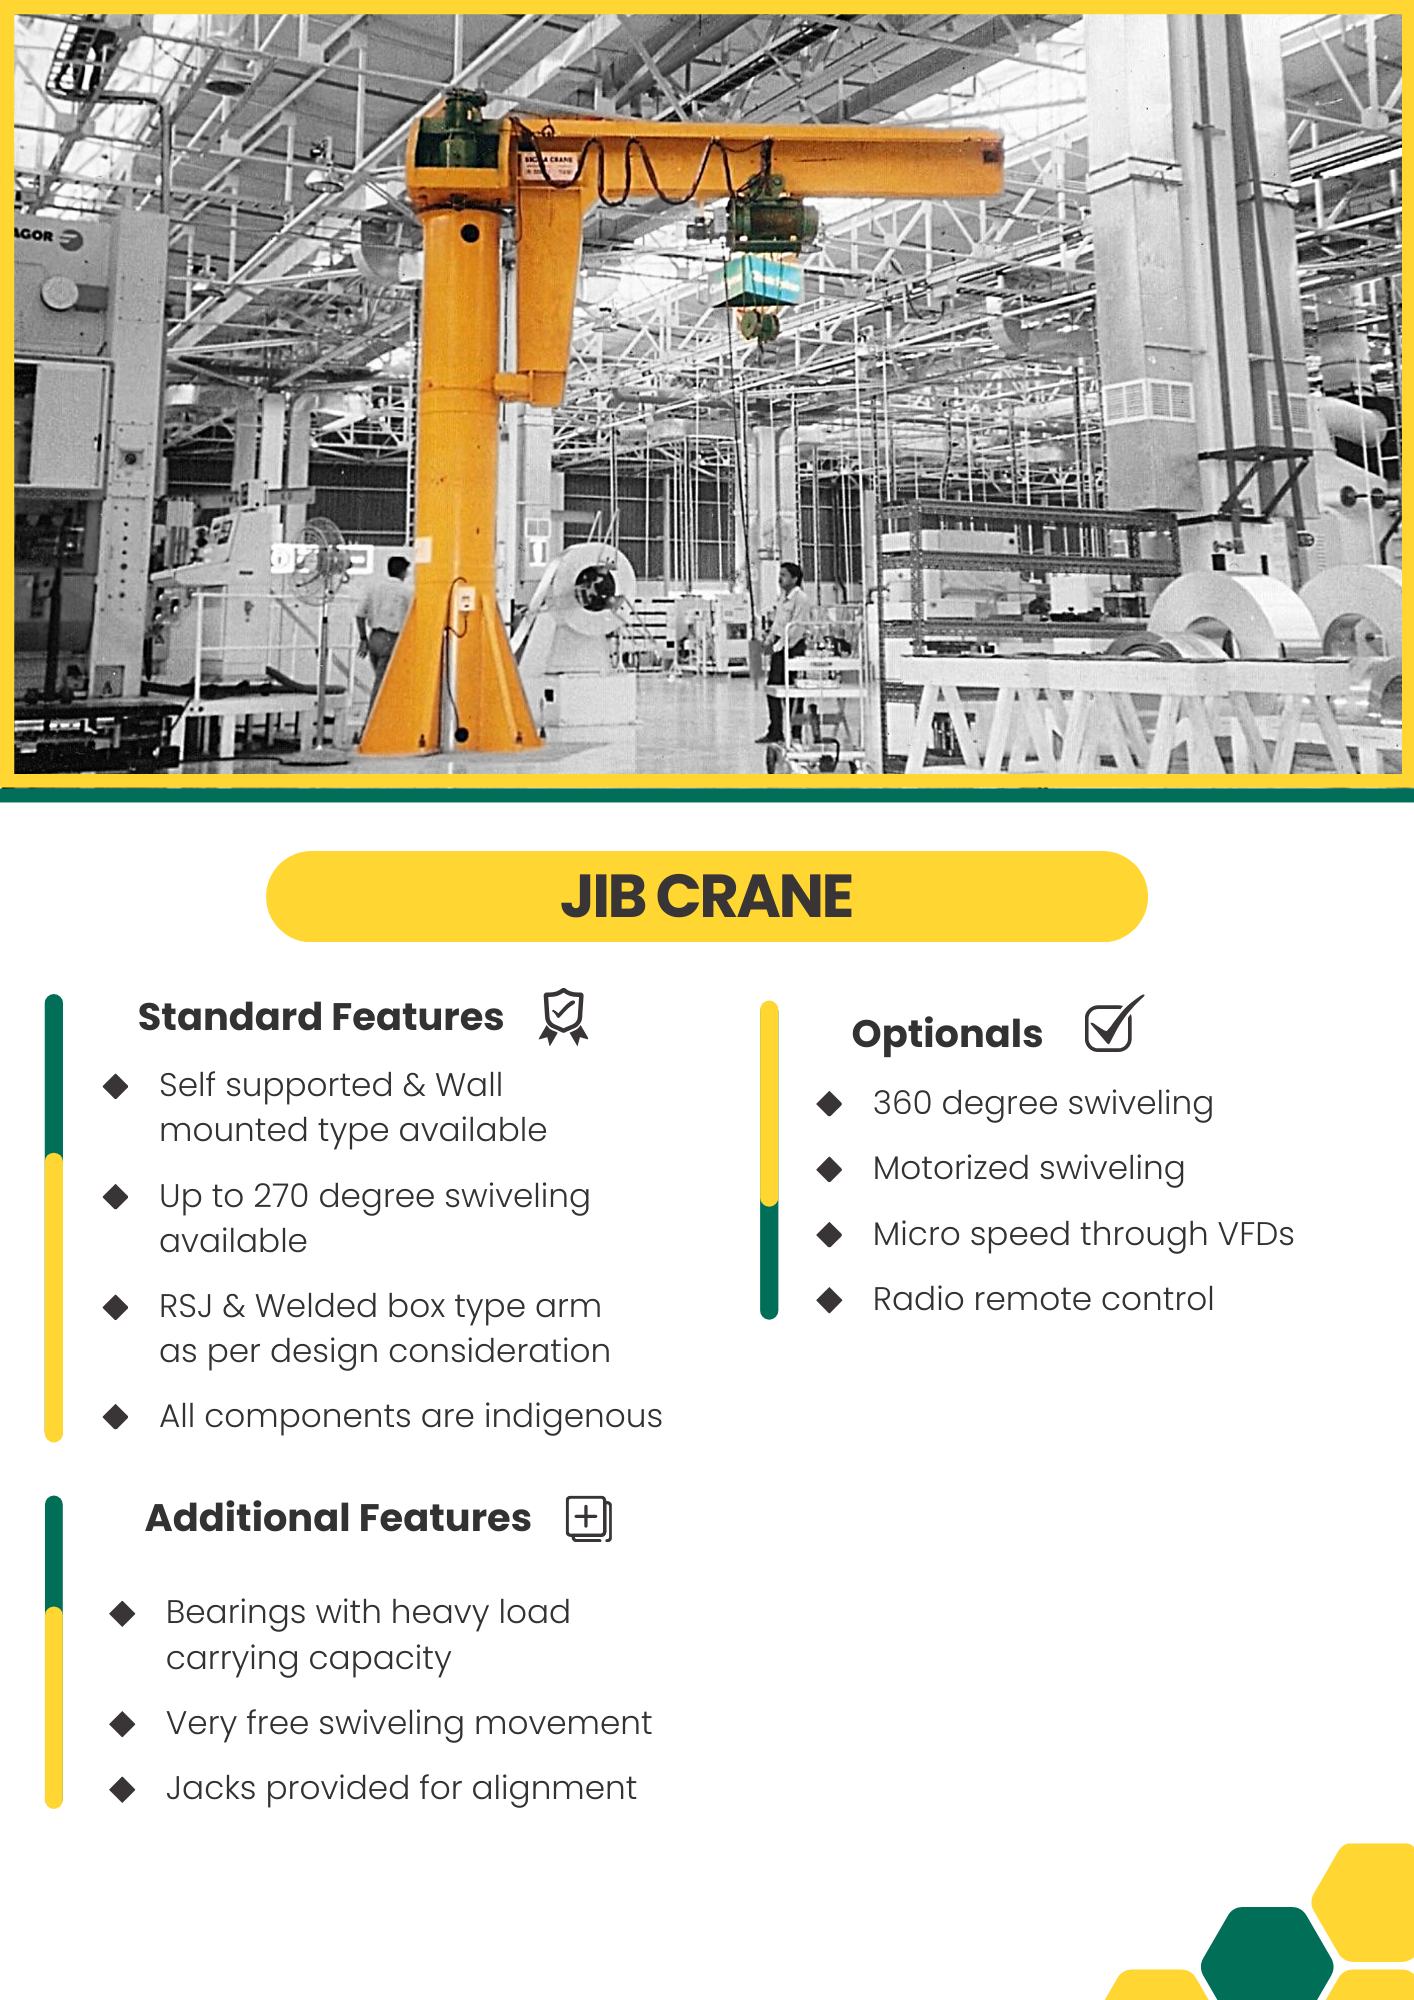 AGOR
JIB CRANE
Standard Features
Self supported & Wall
mounted type available
Up to 270 degree swiveling
available
RSJ & Welded box type arm
as per design consideration
All components are indigenous
Additional Features
Bearings with heavy load
carrying capacity
Very free swiveling movement
Jacks provided for alignment
Optionals
360 degree swiveling
Motorized swiveling
Micro speed through VFDs
Radio remote control